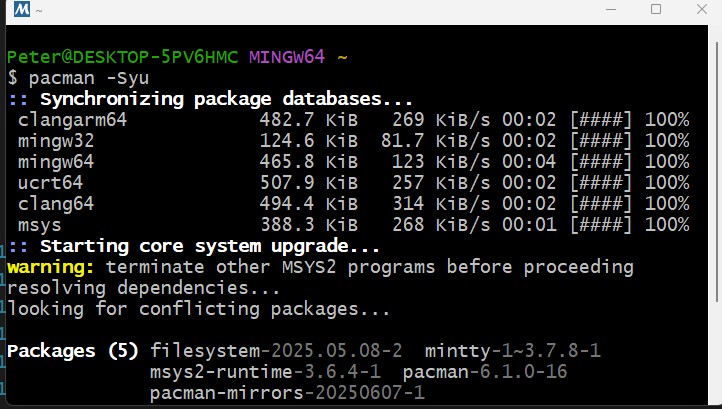 M ~
Peter@DESKTOP-5PV6HMC MINGW64 ~
$ pacman -Syu
:: Synchronizing package databases...
clangarm64 482.7 KiB 269 KiB/s 00:02 [####] 100%
mingw32 124.6 KiB 81.7 KiB/s 00:02 [####] 100%
mingw64 465.8 KiB 123 KiB/s 00:04 [####] 100%
ucrt64 507.9 KiB 257 KiB/s 00:02 [####] 100%
clang64 494.4 KiB 314 KiB/s 00:02 [####] 100%
msys 388.3 KiB 268 KiB/s 00:01 [####] 100%
:: Starting core system upgrade...
warning: terminate other MSYS2 programs before proceeding
resolving dependencies...
looking for conflicting packages...
Packages (5) filesystem-2025.05.08-2 mintty-1~3.7.8-1
msys2-runtime-3.6.4-1 pacman-6.1.0-16
pacman-mirrors-20250607-1